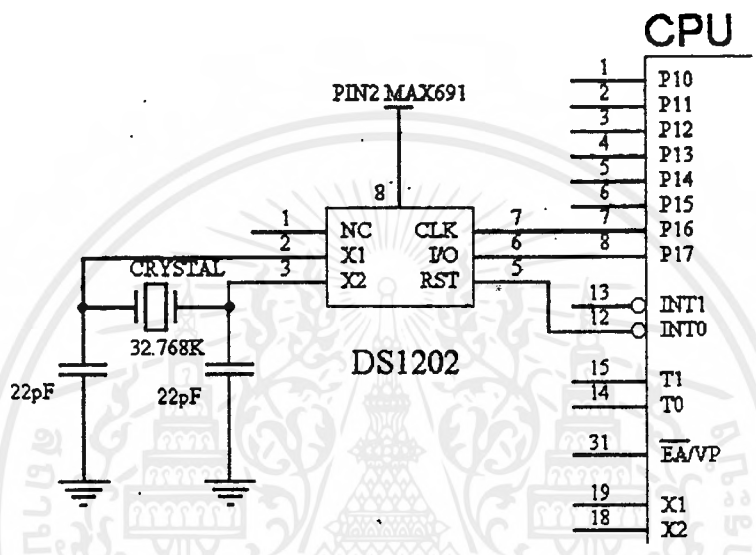 CPU
PIN2 MAX691
8
1 NC CLK 7
2 X1 I/O 6
3 X2 RST 5
DS1202
CRYSTAL
32.768K
22pF
22pF
1 P10
2 P11
3 P12
4 P13
5 P14
6 P15
7 P16
8 P17
13 INT1
12 INT0
15 T1
14 T0
31 EA/VP
19 X1
18 X2